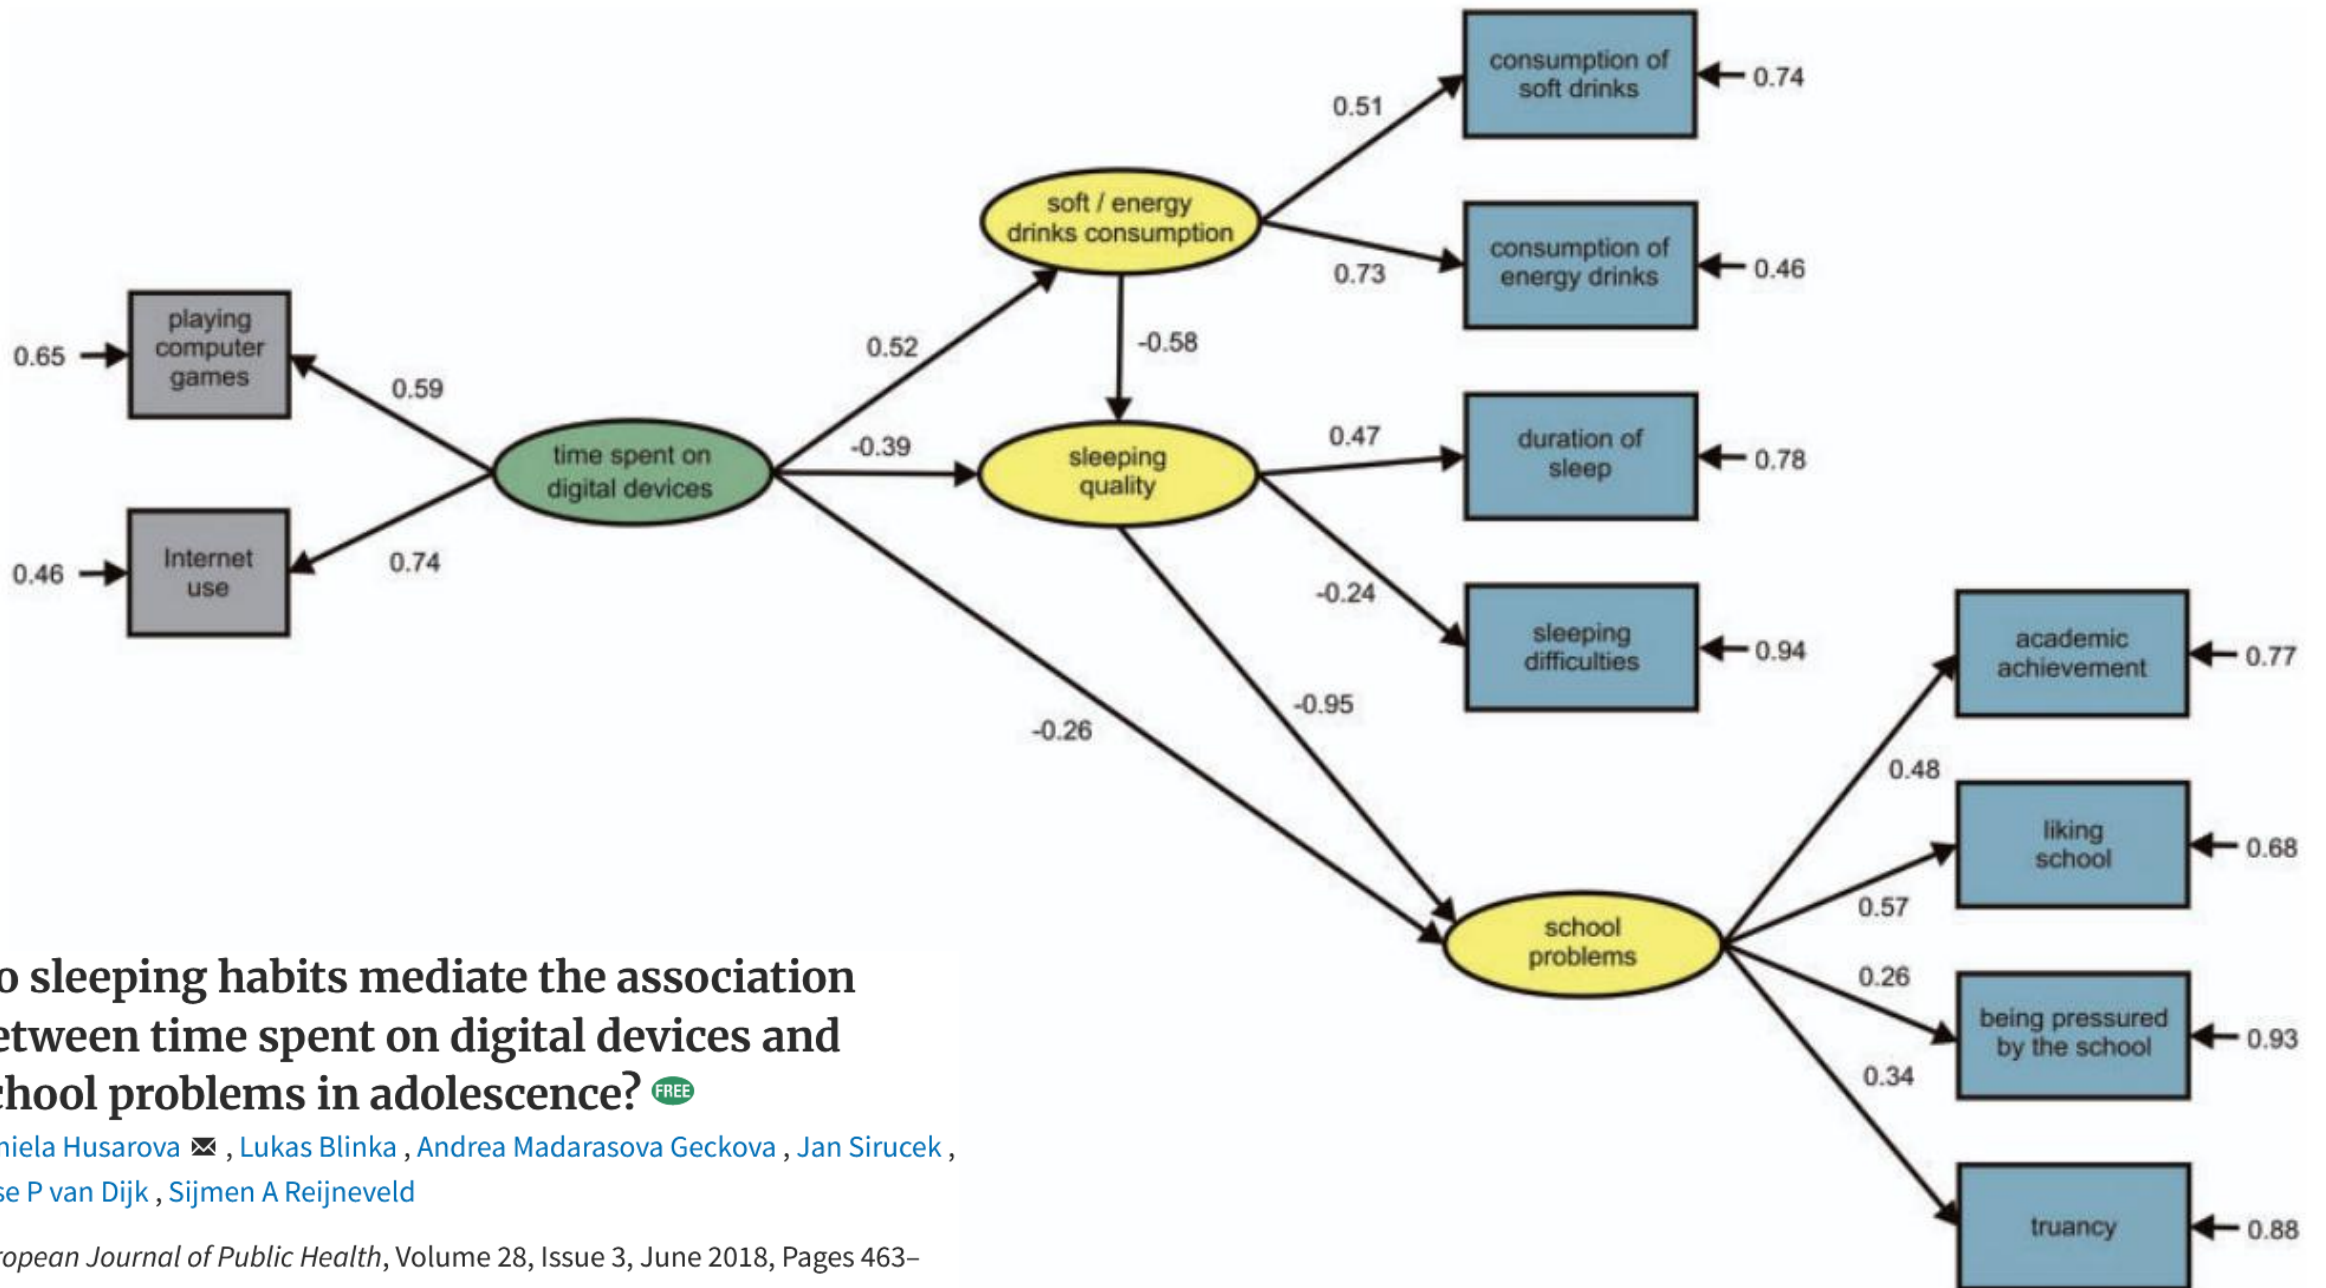 consumption of
soft drinks
0.74
0.51
soft / energy
drinks consumption
consumption of
energy drinks
0.46
0.73
playing
computer
games
0.65
0.59
0.52
-0.58
time spent on
digital devices
-0.39
sleeping
quality
0.47
duration of
sleep
0.78
Internet
use
0.46
0.74
-0.24
sleeping
difficulties
0.94
-0.95
-0.26
academic
achievement
0.77
0.48
liking
school
0.68
0.57
school
problems
0.26
being pressured
by the school
0.93
0.34
truancy
0.88
o sleeping habits mediate the association
etween time spent on digital devices and
chool problems in adolescence? FREE
niela Husarova , Lukas Blinka , Andrea Madarasova Geckova , Jan Sirucek ,
se P van Dijk , Sijmen A Reijneveld
ropean Journal of Public Health, Volume 28, Issue 3, June 2018, Pages 463–